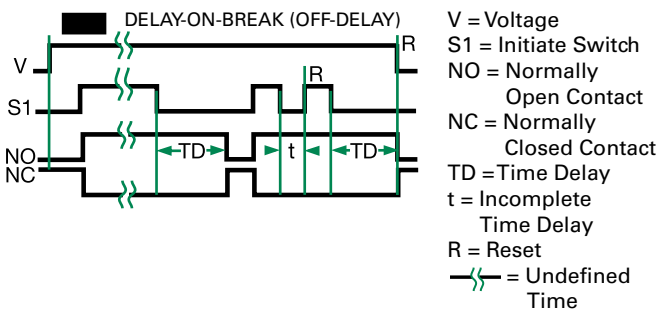 DELAY-ON-BREAK (OFF-DELAY)
R
V
R
S1
NO
TD
t
TD
NC
V = Voltage
S1 = Initiate Switch
NO = Normally
Open Contact
NC = Normally
Closed Contact
TD = Time Delay
t = Incomplete
Time Delay
R = Reset
= Undefined
Time